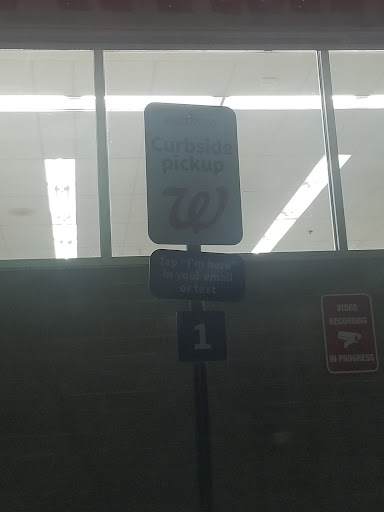 Curbside
pickup
W
Tap "I'm here"
in your email
or text
1
VIDEO
RECORDING
IN PROGRESS